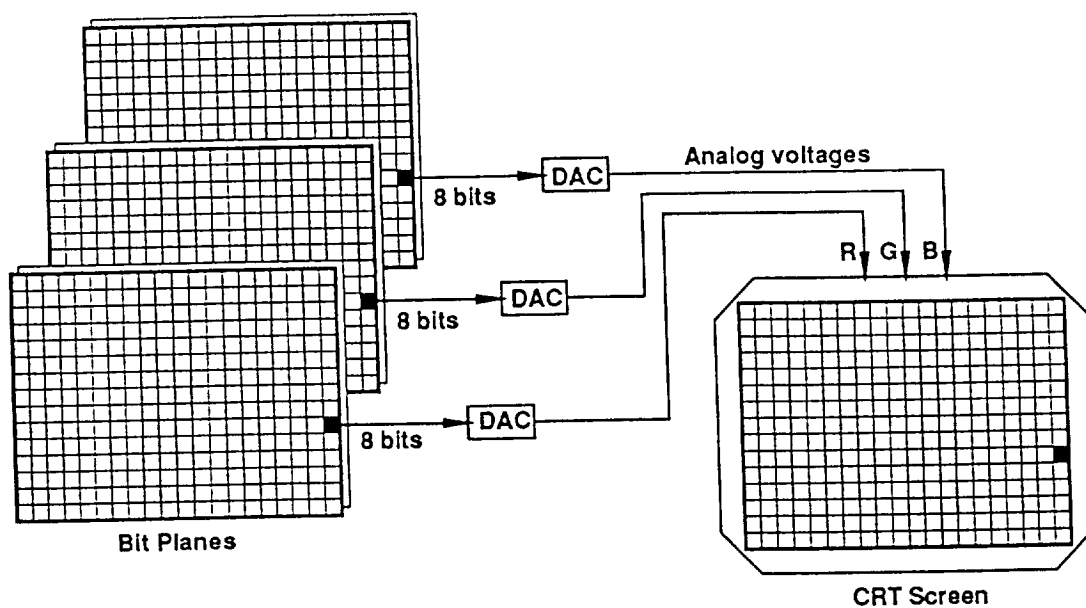 Analog voltages
DAC
8 bits
R G B
DAC
8 bits
DAC
8 bits
Bit Planes
CRT Screen